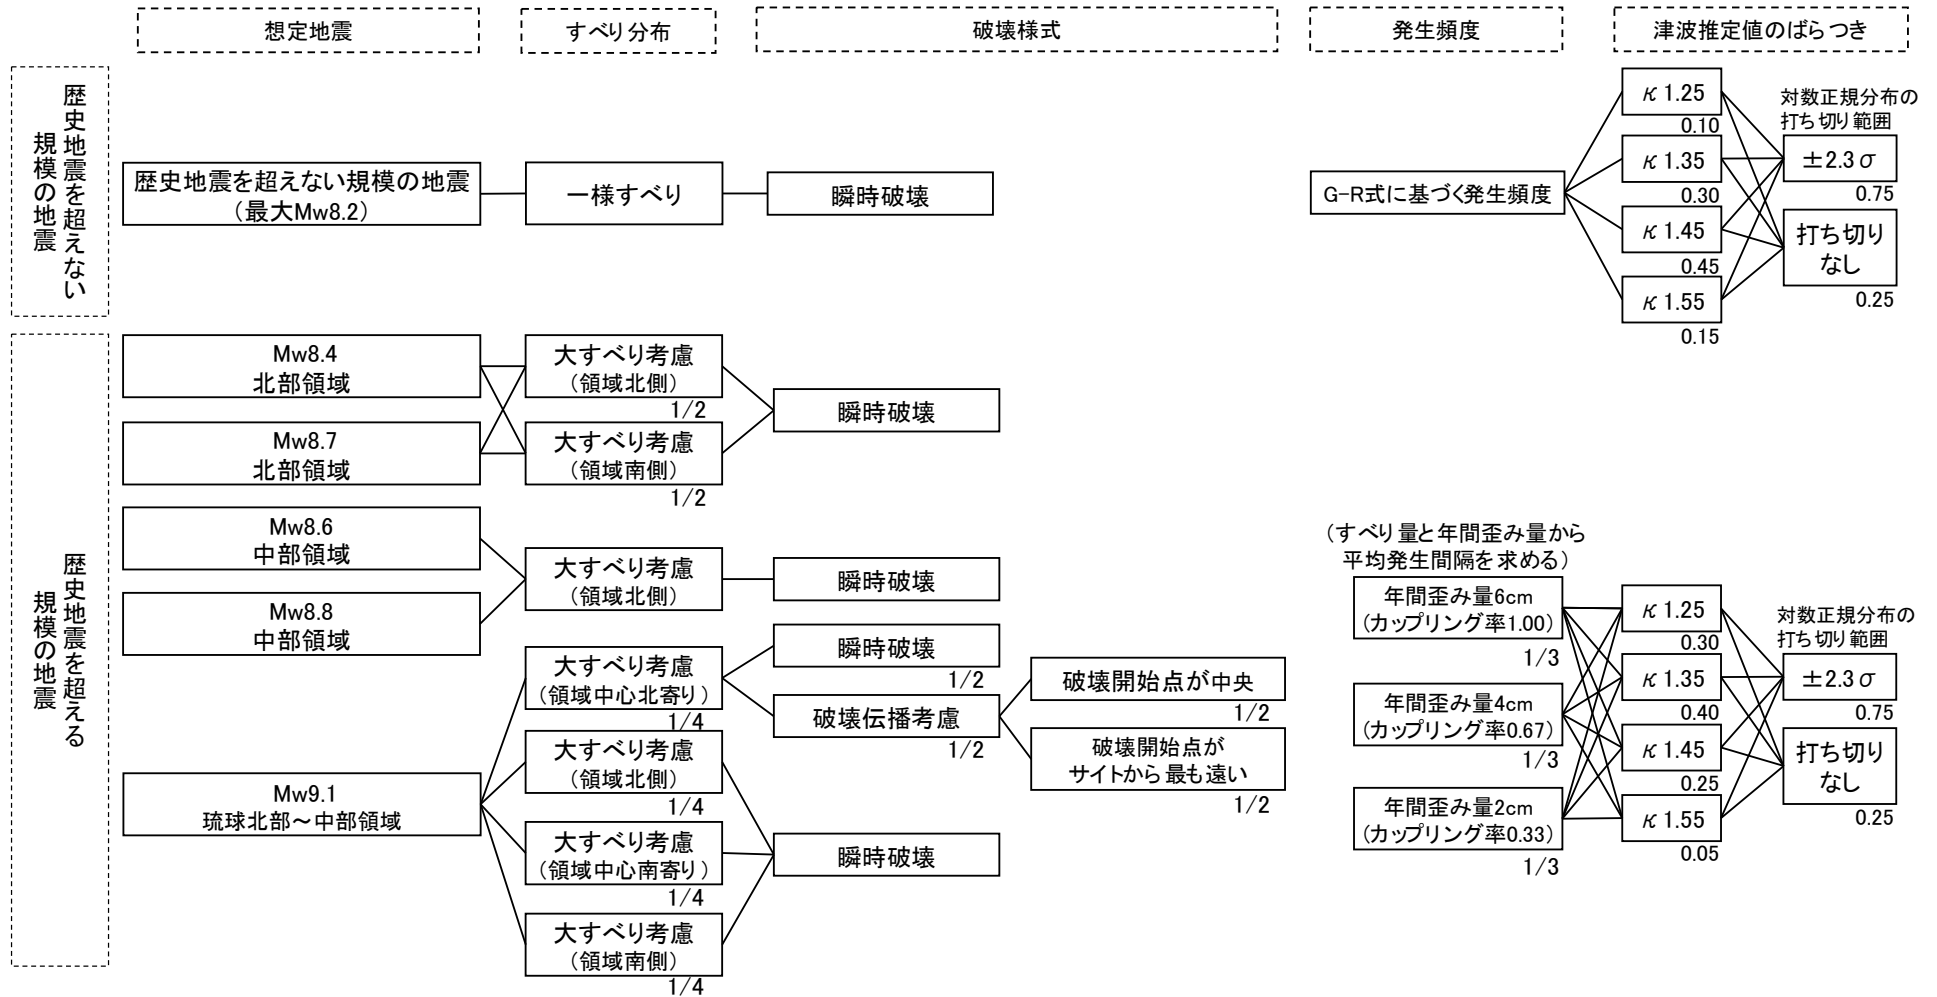 想定地震
すべり分布
破壊様式
発生頻度
津波推定値のばらつき
歴史地震を超えない
規模の地震
歴史地震を超えない規模の地震
（最大Mw8.2）
一様すべり
瞬時破壊
G-R式に基づく発生頻度
κ 1.25
0.10
κ 1.35
0.30
κ 1.45
0.45
κ 1.55
0.15
対数正規分布の
打ち切り範囲
±2.3σ
0.75
打ち切り
なし
0.25
歴史地震を超える
規模の地震
Mw8.4
北部領域
Mw8.7
北部領域
大すべり考慮
（領域北側）
1/2
大すべり考慮
（領域南側）
1/2
瞬時破壊
Mw8.6
中部領域
Mw8.8
中部領域
大すべり考慮
（領域北側）
瞬時破壊
Mw9.1
琉球北部～中部領域
大すべり考慮
（領域中心北寄り）
1/4
大すべり考慮
（領域北側）
1/4
大すべり考慮
（領域中心南寄り）
1/4
大すべり考慮
（領域南側）
1/4
瞬時破壊
1/2
破壊伝播考慮
1/2
瞬時破壊
破壊開始点が中央
1/2
破壊開始点が
サイトから最も遠い
1/2
（すべり量と年間歪み量から
平均発生間隔を求める）
年間歪み量6cm
(カップリング率1.00)
1/3
年間歪み量4cm
(カップリング率0.67)
1/3
年間歪み量2cm
(カップリング率0.33)
1/3
κ 1.25
0.30
κ 1.35
0.40
κ 1.45
0.25
κ 1.55
0.05
対数正規分布の
打ち切り範囲
±2.3σ
0.75
打ち切り
なし
0.25